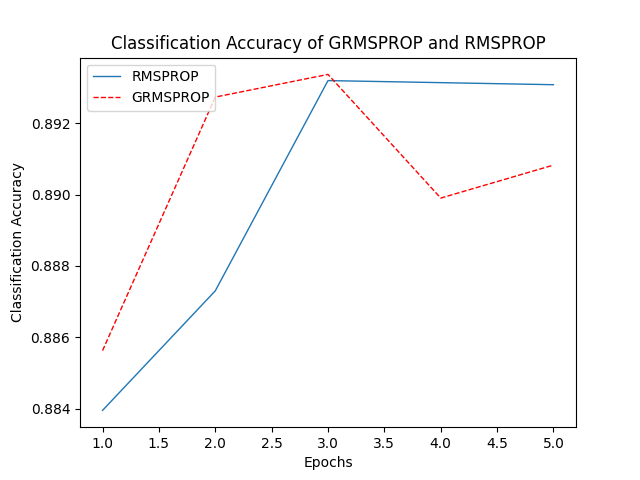 Classification Accuracy of GRMSPROP and RMSPROP
RMSPROP
GRMSPROP
0.892
0.890
0.888
0.886
0.884
Classification Accuracy
1.0 1.5 2.0 2.5 3.0 3.5 4.0 4.5 5.0
Epochs